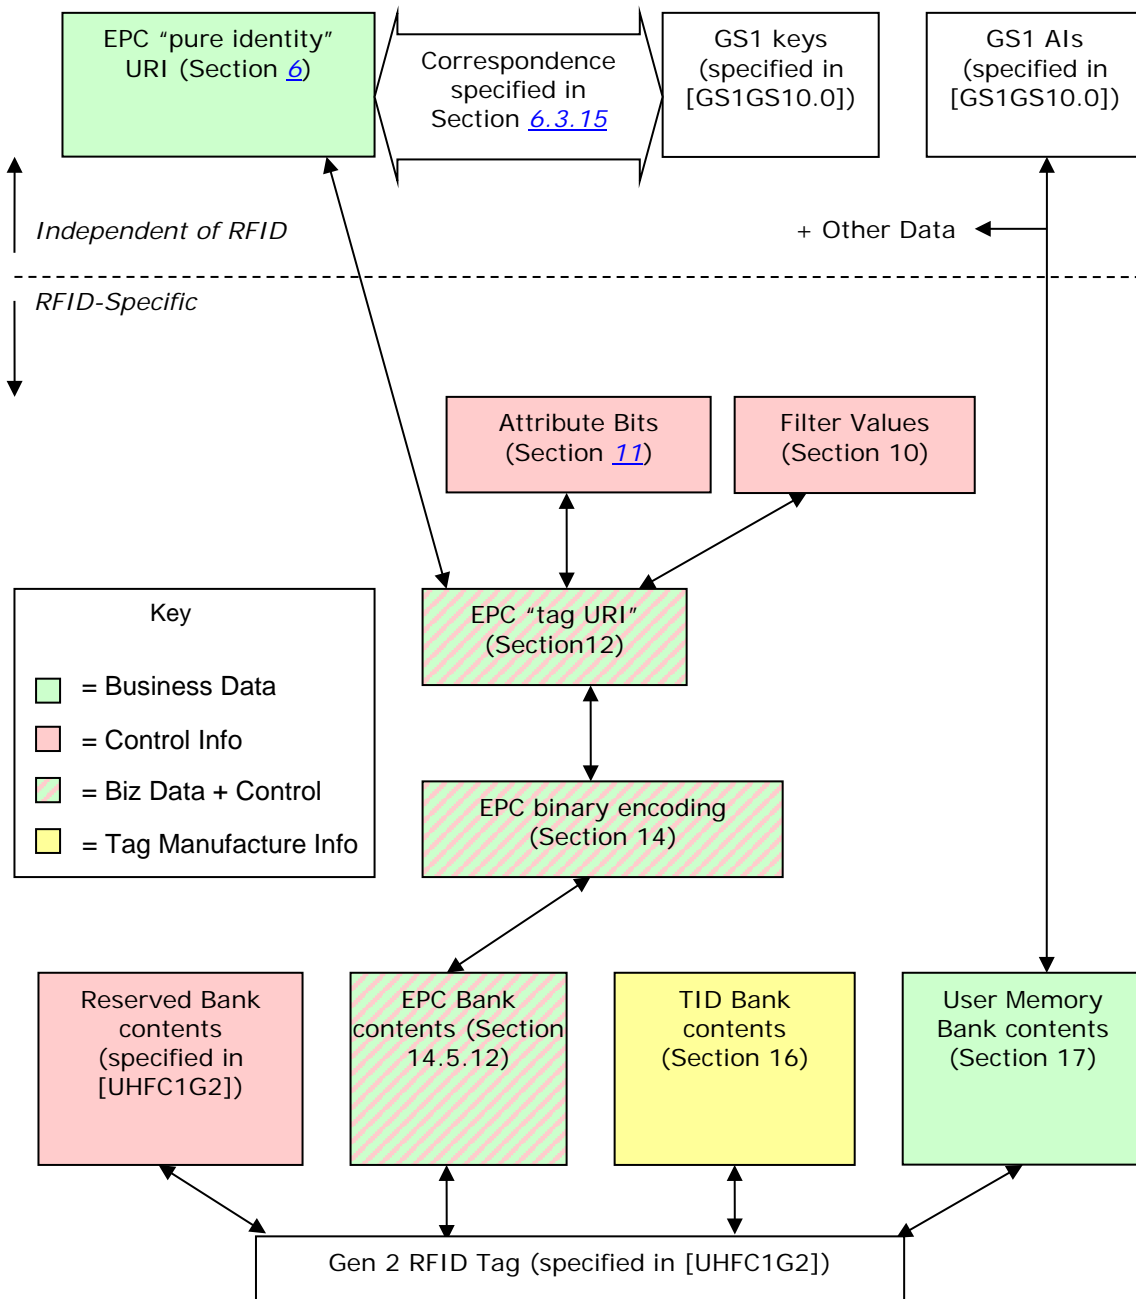 EPC “pure identity”
URI (Section 6)
Correspondence
specified in
Section 6.3.15
GS1 keys
(specified in
[GS1GS10.0])
GS1 AIs
(specified in
[GS1GS10.0])
Independent of RFID
+ Other Data
RFID-Specific
Attribute Bits
(Section 11)
Filter Values
(Section 10)
Key
= Business Data
= Control Info
= Biz Data + Control
= Tag Manufacture Info
EPC “tag URI”
(Section12)
EPC binary encoding
(Section 14)
Reserved Bank
contents
(specified in
[UHFC1G2])
EPC Bank
contents (Section
14.5.12)
TID Bank
contents
(Section 16)
User Memory
Bank contents
(Section 17)
Gen 2 RFID Tag (specified in [UHFC1G2])